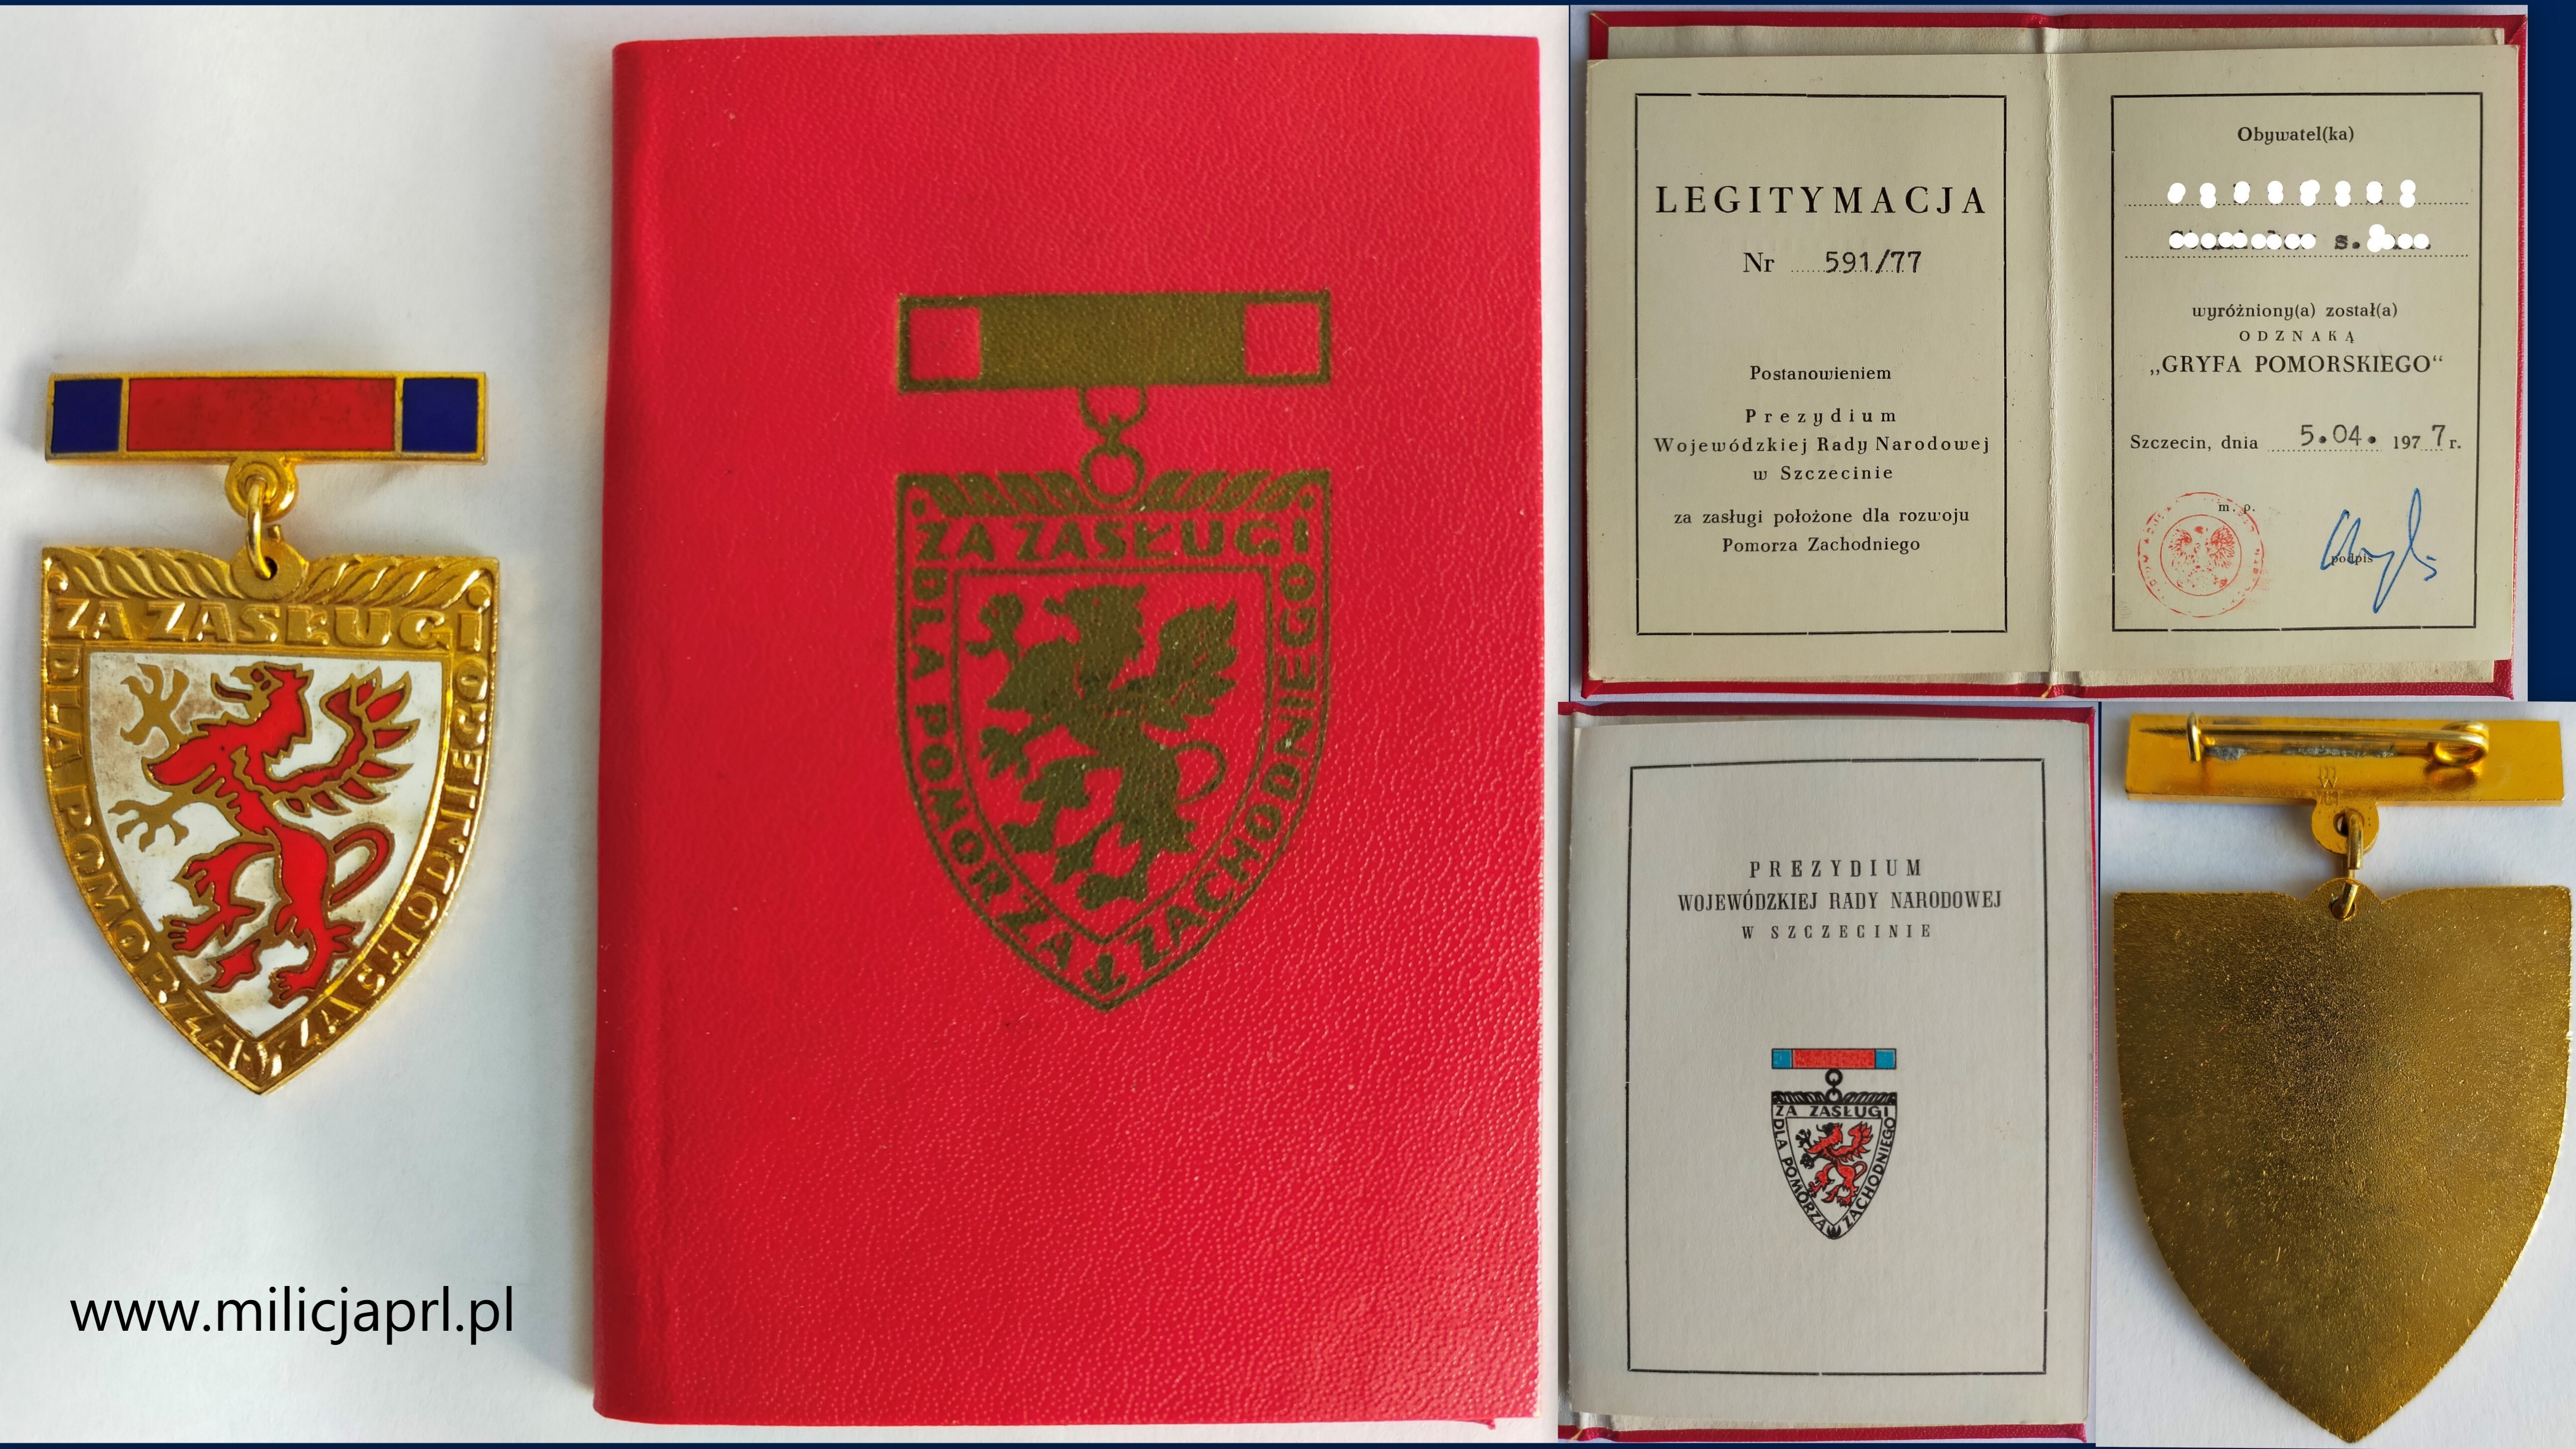 ZA ZASŁUGI
DLA POMORZA ZACHODNIEGO
www.milicjaprl.pl
ZA ZASŁUGI
DLA POMORZA ZACHODNIEGO
LEGITYMACJA
Nr 591/77
Postanowieniem
Prezydium
Wojewódzkiej Rady Narodowej
w Szczecinie
za zasługi położone dla rozwoju
Pomorza Zachodniego
Obywatel(ka)
s.
wyróżniony(a) został(a)
ODZNAKĄ
„GRYFA POMORSKIEGO“
Szczecin, dnia 5.04. 1977 r.
m. p.
podpis
PREZYDIUM
WOJEWÓDZKIEJ RADY NARODOWEJ
W SZCZECINIE
ZA ZASŁUGI
DLA POMORZA ZACHODNIEGO